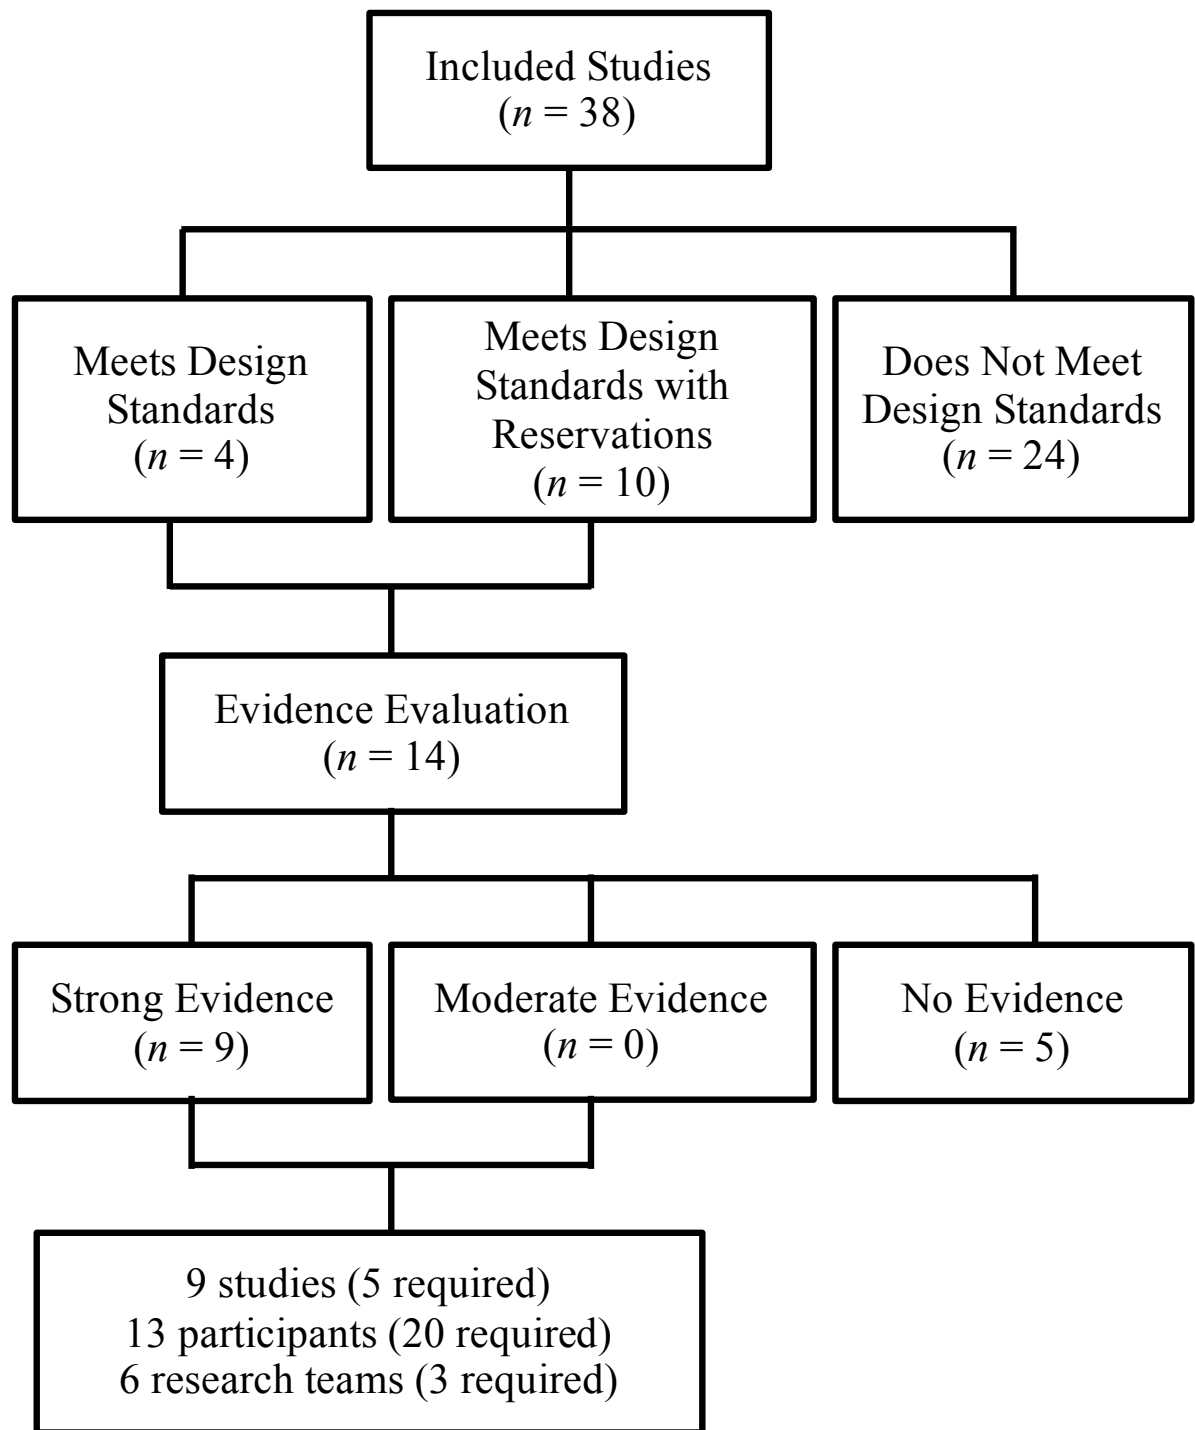 Included Studies
(n = 38)
Meets Design
Standards
(n = 4)
Meets Design
Standards with
Reservations
(n = 10)
Does Not Meet
Design Standards
(n = 24)
Evidence Evaluation
(n = 14)
Strong Evidence
(n = 9)
Moderate Evidence
(n = 0)
No Evidence
(n = 5)
9 studies (5 required)
13 participants (20 required)
6 research teams (3 required)